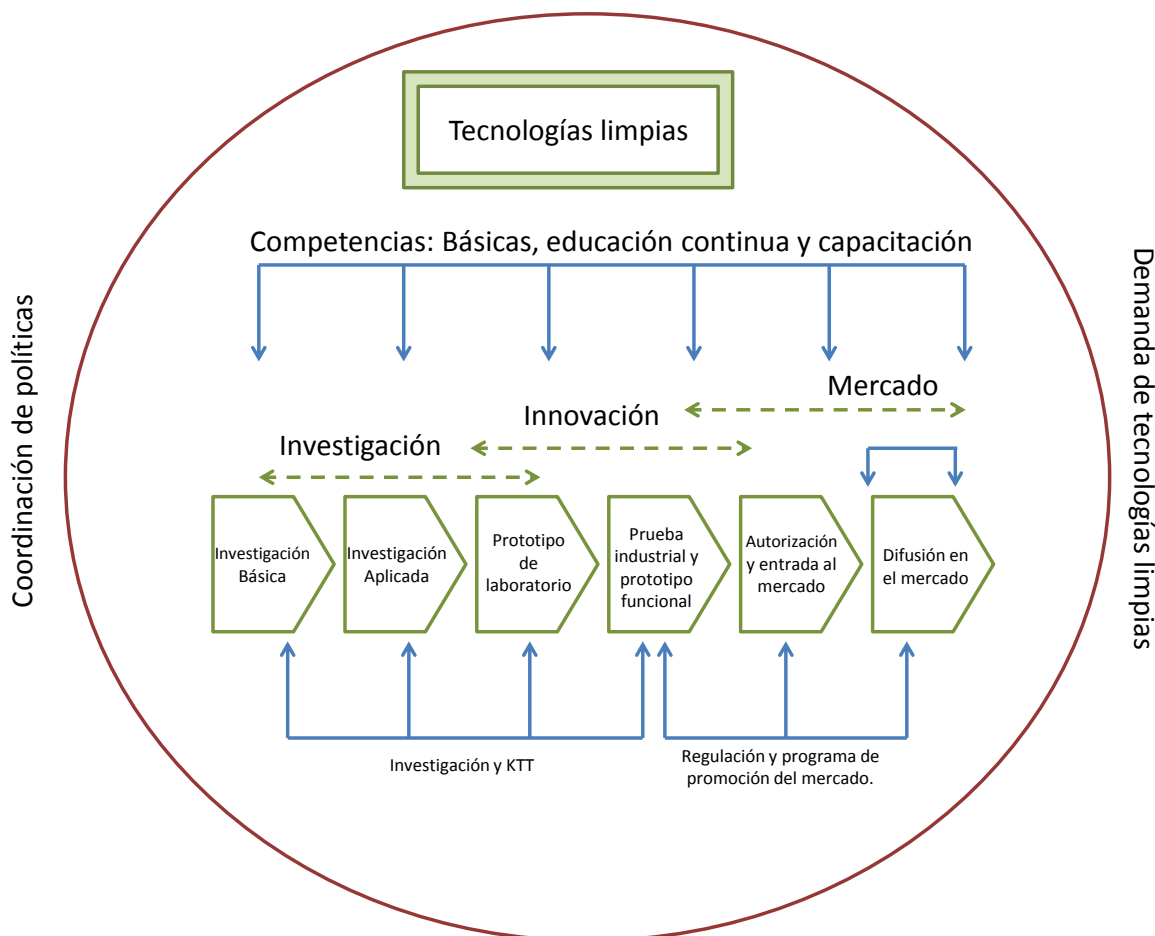 Tecnologías limpias
Competencias: Básicas, educación continua y capacitación
Coordinación de políticas
Demanda de tecnologías limpias
Mercado
Innovación
Investigación
Investigación
Básica
Investigación
Aplicada
Prototipo
de
laboratorio
Prueba
industrial y
prototipo
funcional
Autorización
y entrada al
mercado
Difusión en
el mercado
Investigación y KTT
Regulación y programa de
promoción del mercado.